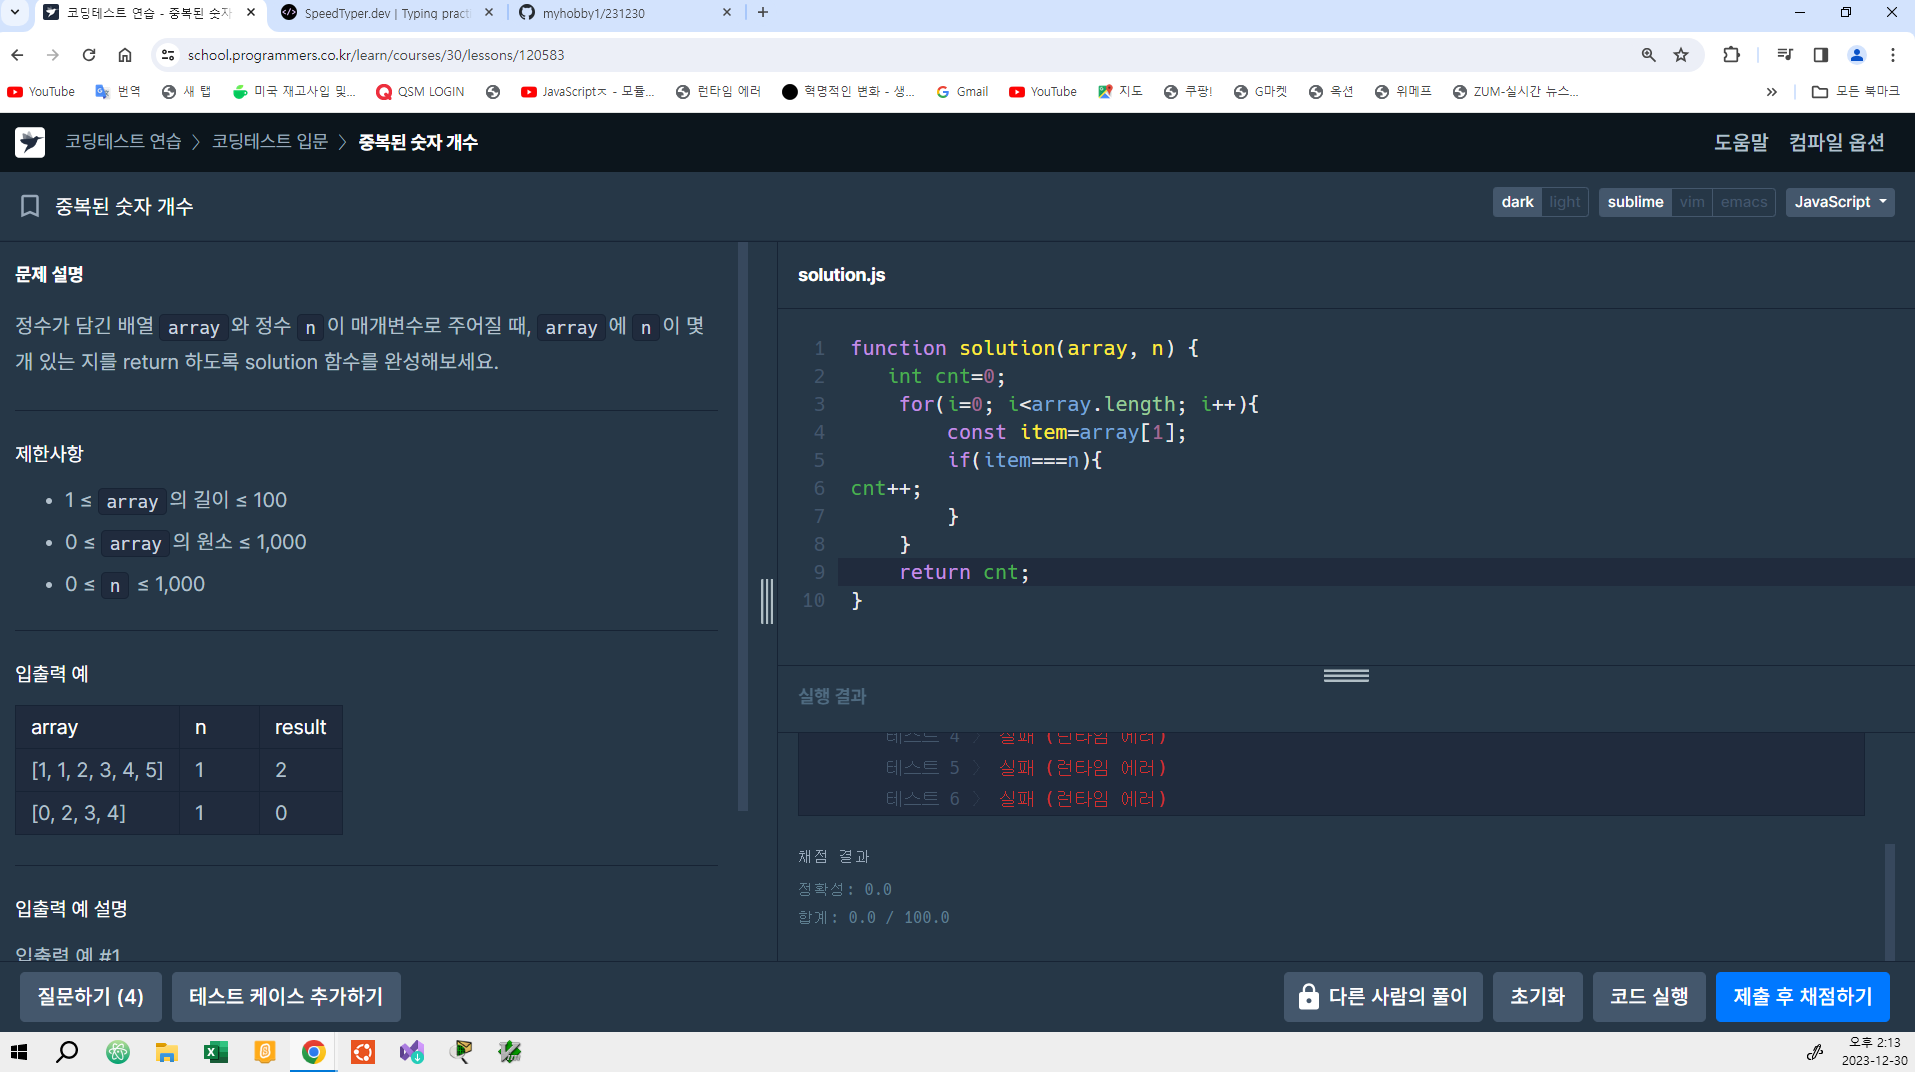 코딩테스트 연습 - 중복된 숫자
SpeedTyper.dev | Typing practi
myhobby1/231230
school.programmers.co.kr/learn/courses/30/lessons/120583
YouTube
번역
새 탭
미국 재고사입 및...
QSM LOGIN
JavaScriptㅈ - 모듈...
런타임 에러
혁명적인 변화 - 생...
Gmail
YouTube
지도
쿠팡!
G마켓
옥션
위메프
ZUM-실시간 뉴스...
»
모든 북마크
코딩테스트 연습 > 코딩테스트 입문 > 중복된 숫자 개수
도움말 컴파일 옵션
중복된 숫자 개수
dark light
sublime vim emacs
JavaScript
문제 설명
정수가 담긴 배열 array 와 정수 n 이 매개변수로 주어질 때, array 에 n 이 몇
개 있는 지를 return 하도록 solution 함수를 완성해보세요.
제한사항
• 1 ≤ array 의 길이 ≤ 100
• 0 ≤ array 의 원소 ≤ 1,000
• 0 ≤ n ≤ 1,000
입출력 예
array n result
[1, 1, 2, 3, 4, 5] 1 2
[0, 2, 3, 4] 1 0
입출력 예 설명
입출력 예 #1
solution.js
1 function solution(array, n) {
2 int cnt=0;
3 for(i=0; i<array.length; i++){
4 const item=array[1];
5 if(item===n){
6 cnt++;
7 }
8 }
9 return cnt;
10 }
실행 결과
테스트 4 > 실패 (런타임 에러)
테스트 5 > 실패 (런타임 에러)
테스트 6 > 실패 (런타임 에러)
채점 결과
정확성: 0.0
합계: 0.0 / 100.0
질문하기 (4)
테스트 케이스 추가하기
다른 사람의 풀이
초기화
코드 실행
제출 후 채점하기
오후 2:13
2023-12-30